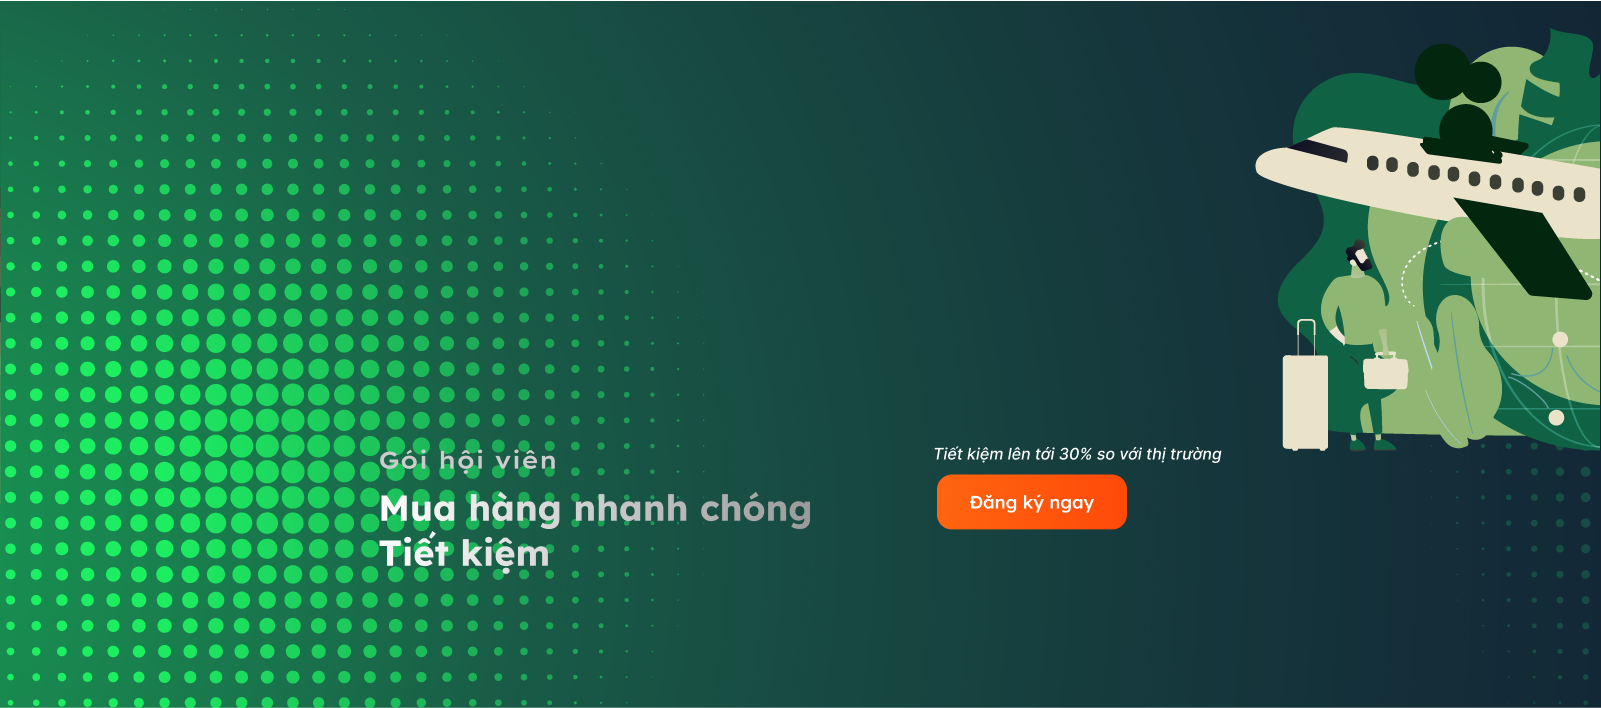 Gói hội viên
Mua hàng nhanh chóng
Tiết kiệm
Tiết kiệm lên tới 30% so với thị trường
Đăng ký ngay